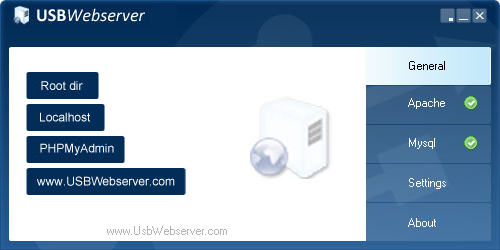 USBWebserver
General
Root dir
Apache
Localhost
Mysql
PHPMyAdmin
www.USBWebserver.com
Settings
About
www.UsbWebserver.com